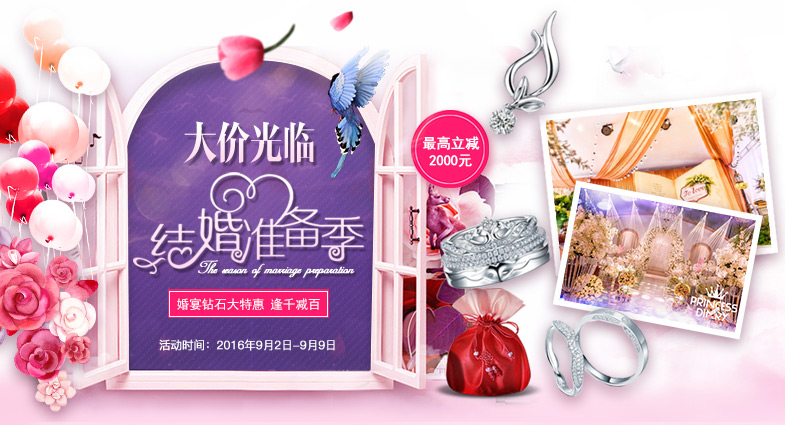 大价光临
结婚准备季
The season of marriage preparation
婚宴钻石大特惠 逢千减百
活动时间：2016年9月2日-9月9日
最高立减
2000元
PRINCESS